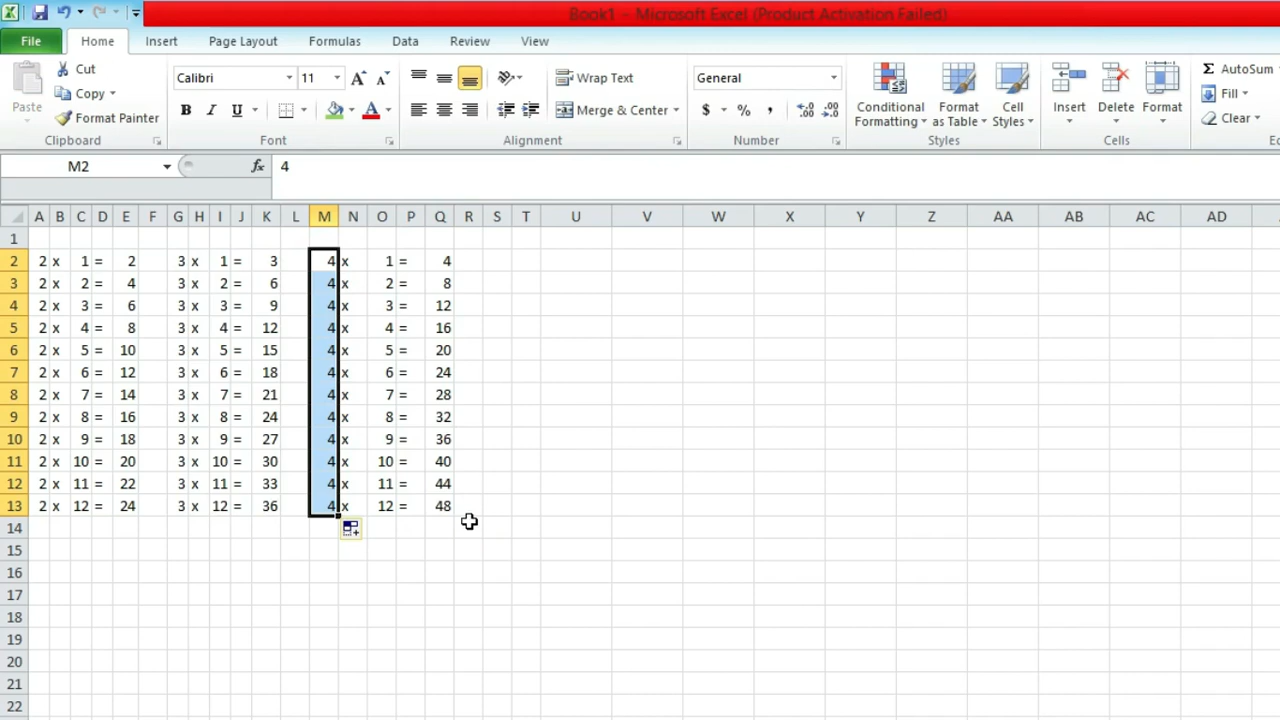 Book1 - Microsoft Excel (Product Activation Failed)
File Home Insert Page Layout Formulas Data Review View
Paste
Cut
Copy
Format Painter
Clipboard
Calibri 11 A A
B I U A
Font
Wrap Text
Merge & Center
Alignment
General
$ % , .0 .00 .00 .0
Number
Conditional Formatting
Format as Table
Cell Styles
Styles
Insert Delete Format
Cells
Σ AutoSum
Fill
Clear
M2 fx 4
A B C D E F G H I J K L M N O P Q R S T U V W X Y Z AA AB AC AD
1
2 2 x 1 = 2 3 x 1 = 3 4 x 1 = 4
3 2 x 2 = 4 3 x 2 = 6 4 x 2 = 8
4 2 x 3 = 6 3 x 3 = 9 4 x 3 = 12
5 2 x 4 = 8 3 x 4 = 12 4 x 4 = 16
6 2 x 5 = 10 3 x 5 = 15 4 x 5 = 20
7 2 x 6 = 12 3 x 6 = 18 4 x 6 = 24
8 2 x 7 = 14 3 x 7 = 21 4 x 7 = 28
9 2 x 8 = 16 3 x 8 = 24 4 x 8 = 32
10 2 x 9 = 18 3 x 9 = 27 4 x 9 = 36
11 2 x 10 = 20 3 x 10 = 30 4 x 10 = 40
12 2 x 11 = 22 3 x 11 = 33 4 x 11 = 44
13 2 x 12 = 24 3 x 12 = 36 4 x 12 = 48
14
15
16
17
18
19
20
21
22